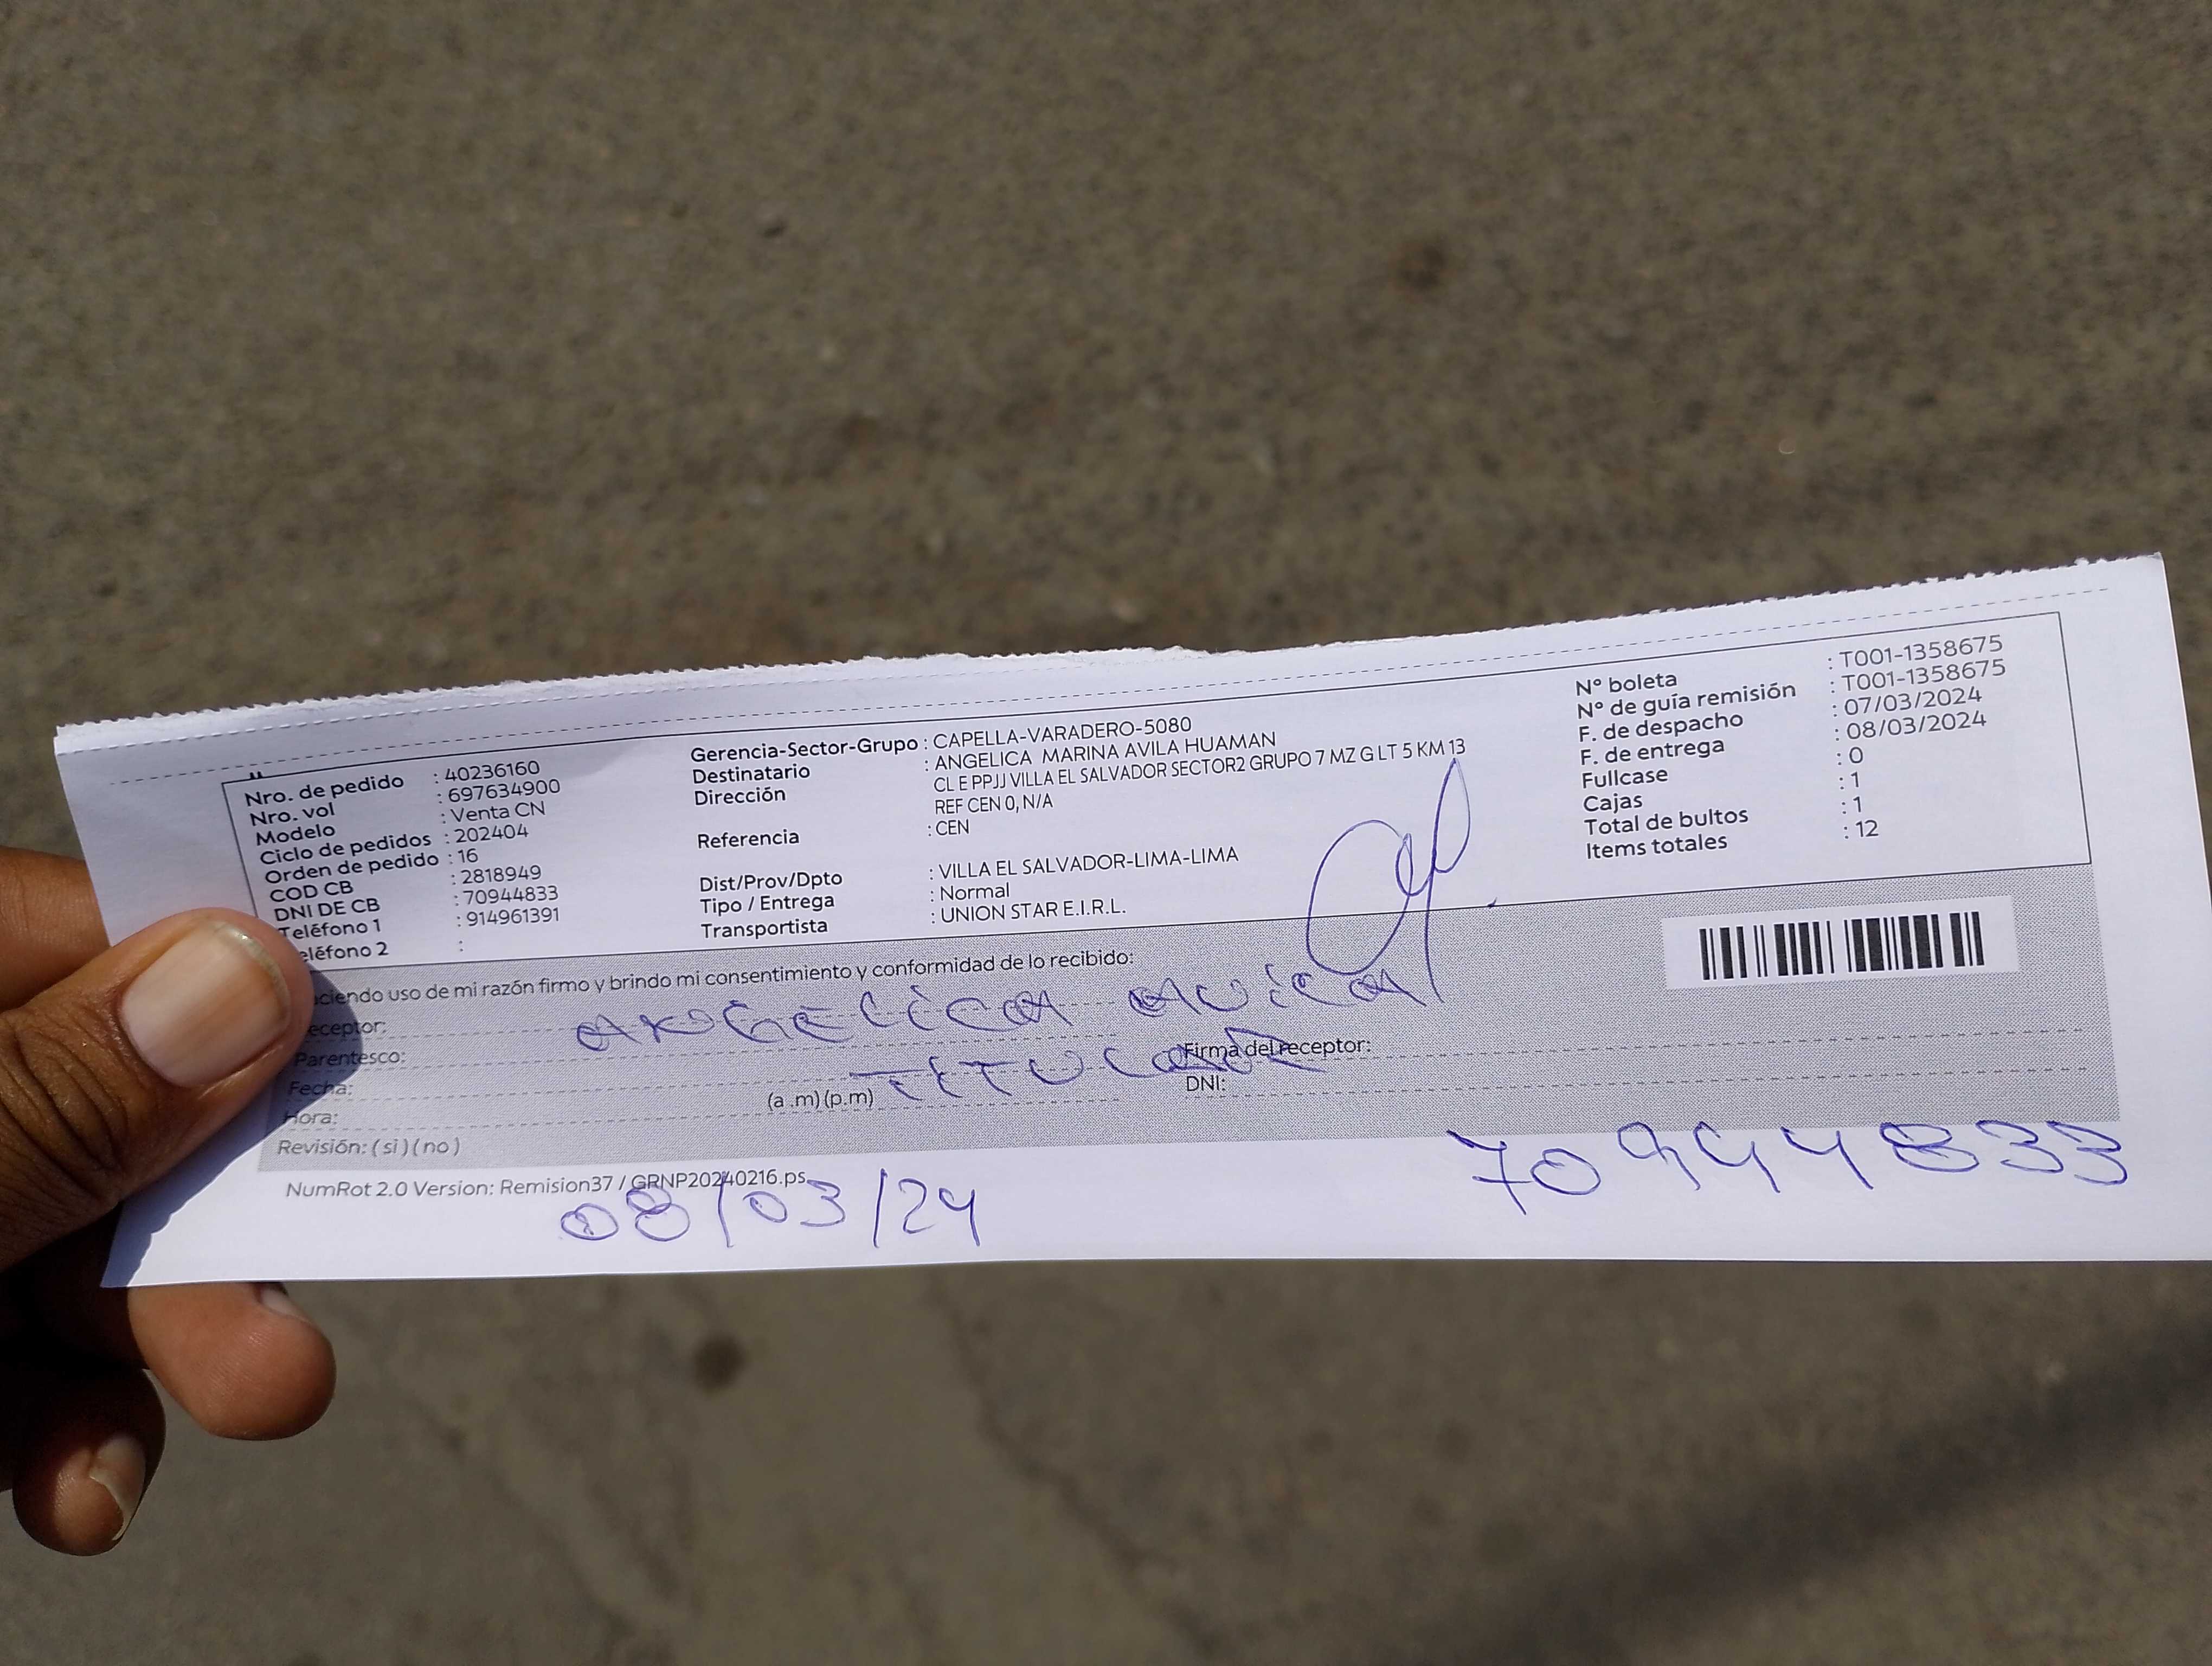 Nro. de pedido : 40236160
Nro. vol : 697634900
Modelo : Venta CN
Ciclo de pedidos : 202404
Orden de pedido : 16
COD CB : 2818949
DNI DE CB : 70944833
Teléfono 1 : 914961391
eléfono 2 :
Gerencia-Sector-Grupo : CAPELLA-VARADERO-5080
Destinatario : ANGELICA MARINA AVILA HUAMAN
Dirección CL E PPJJ VILLA EL SALVADOR SECTOR2 GRUPO 7 MZ G LT 5 KM 13
REF CEN 0, N/A
Referencia : CEN
Dist/Prov/Dpto : VILLA EL SALVADOR-LIMA-LIMA
Tipo / Entrega : Normal
Transportista : UNION STAR E.I.R.L.
N° boleta : T001-1358675
N° de guía remisión : T001-1358675
F. de despacho : 07/03/2024
F. de entrega : 08/03/2024
Fullcase : 0
Cajas : 1
Total de bultos : 1
Items totales : 12
ciendo uso de mi razón firmo y brindo mi consentimiento y conformidad de lo recibido:
eceptor: ANGELICA AVILA
Parentesco: TITULAR
Firma del receptor:
Fecha:
DNI:
Hora: (a .m) (p.m)
Revisión: ( si ) ( no )
70944833
NumRot 2.0 Version: Remision37 / GRNP20240216.ps
08/03/24